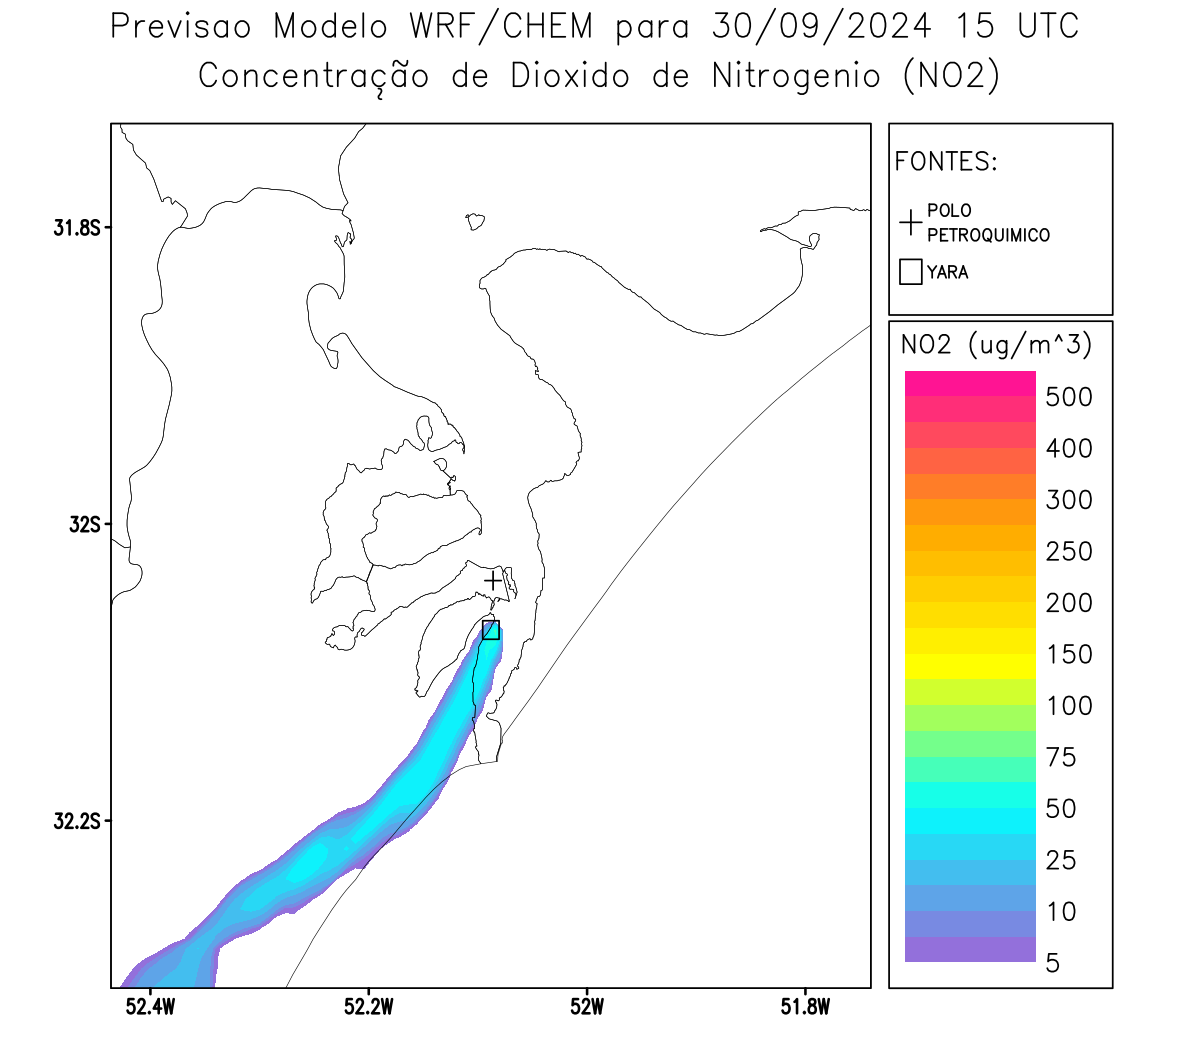 Previsao Modelo WRF/CHEM para 30/09/2024 15 UTC
Concentração de Dioxido de Nitrogenio (NO2)
FONTES:
POLO
PETROQUIMICO
YARA
31.8S
32S
32.2S
52.4W
52.2W
52W
51.8W
NO2 (ug/m^3)
500
400
300
250
200
150
100
75
50
25
10
5